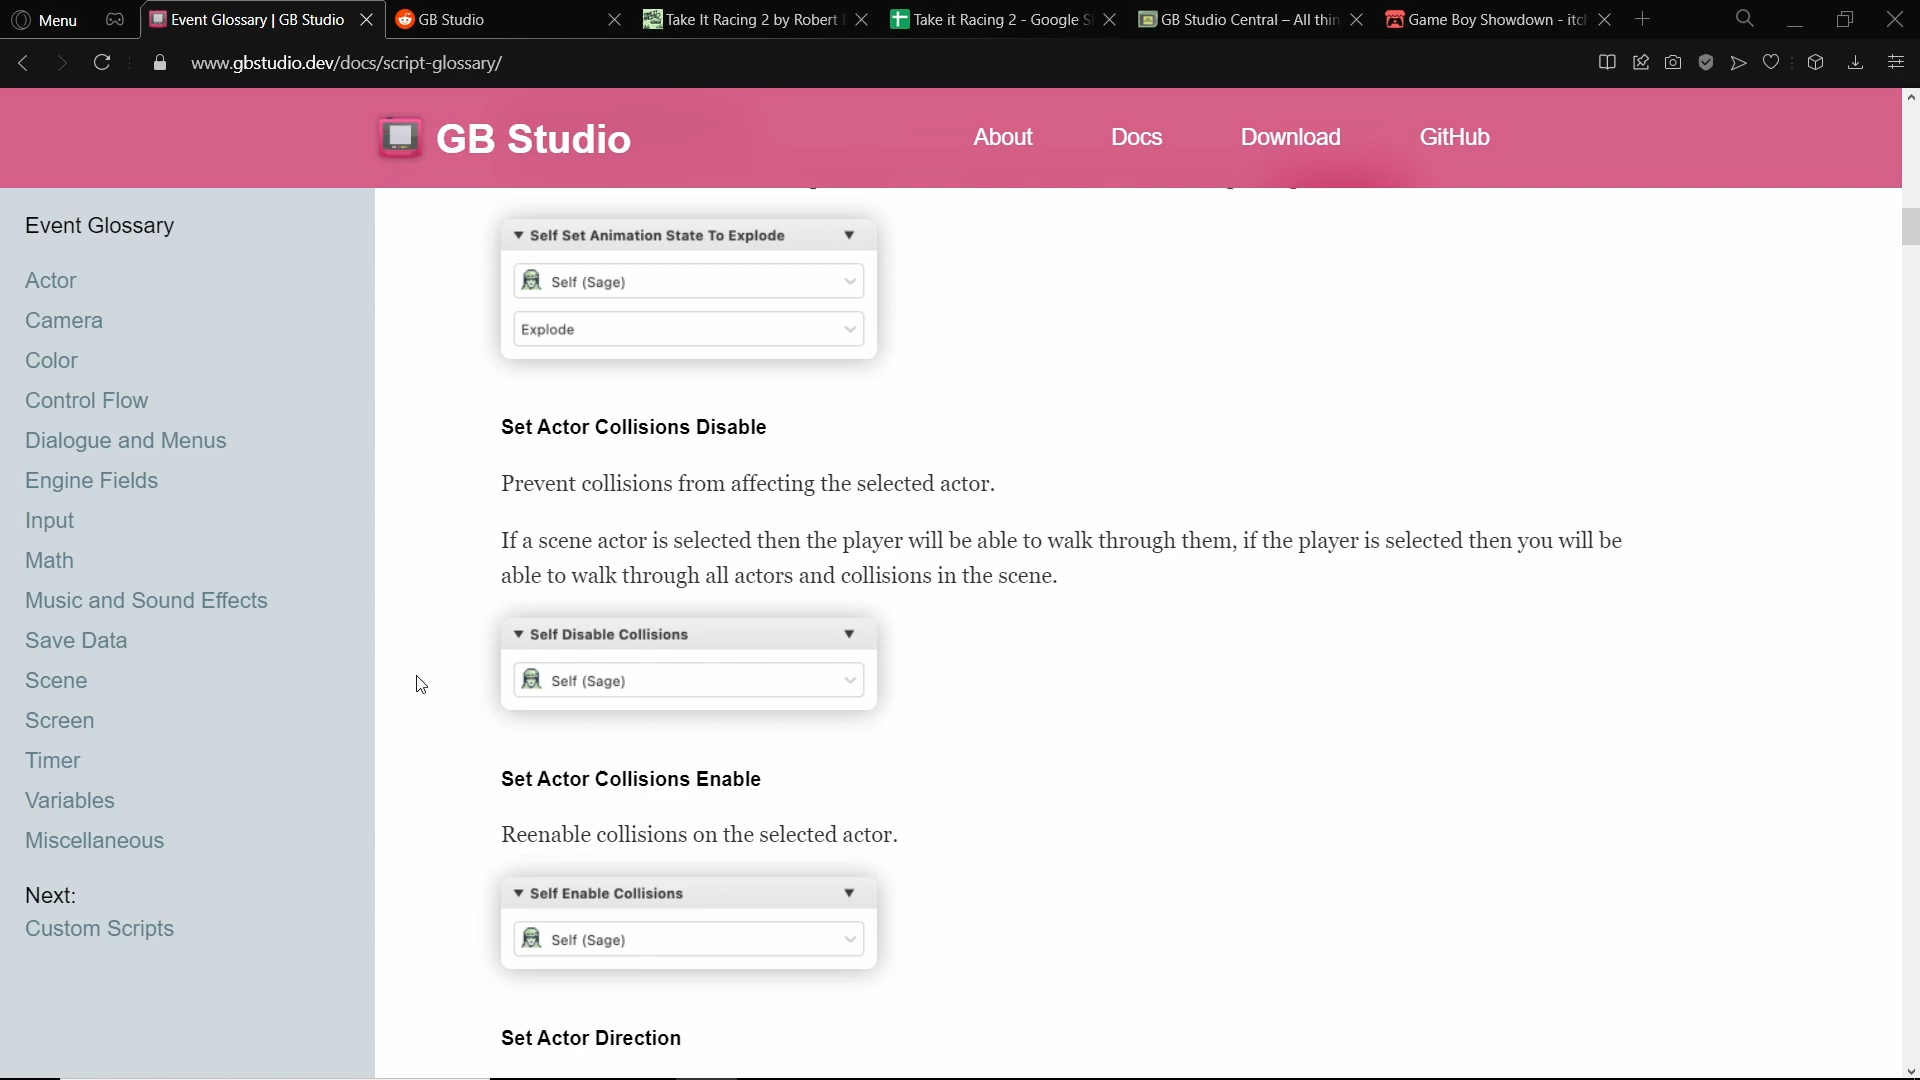 Menu
Event Glossary | GB Studio
GB Studio
Take It Racing 2 by Robert
Take it Racing 2 - Google S
GB Studio Central – All thin
Game Boy Showdown - itc
www.gbstudio.dev/docs/script-glossary/
GB Studio
About
Docs
Download
GitHub
Event Glossary
Actor
Camera
Color
Control Flow
Dialogue and Menus
Engine Fields
Input
Math
Music and Sound Effects
Save Data
Scene
Screen
Timer
Variables
Miscellaneous
Next:
Custom Scripts
Self Set Animation State To Explode
Self (Sage)
Explode
Set Actor Collisions Disable
Prevent collisions from affecting the selected actor.
If a scene actor is selected then the player will be able to walk through them, if the player is selected then you will be
able to walk through all actors and collisions in the scene.
Self Disable Collisions
Self (Sage)
Set Actor Collisions Enable
Reenable collisions on the selected actor.
Self Enable Collisions
Self (Sage)
Set Actor Direction